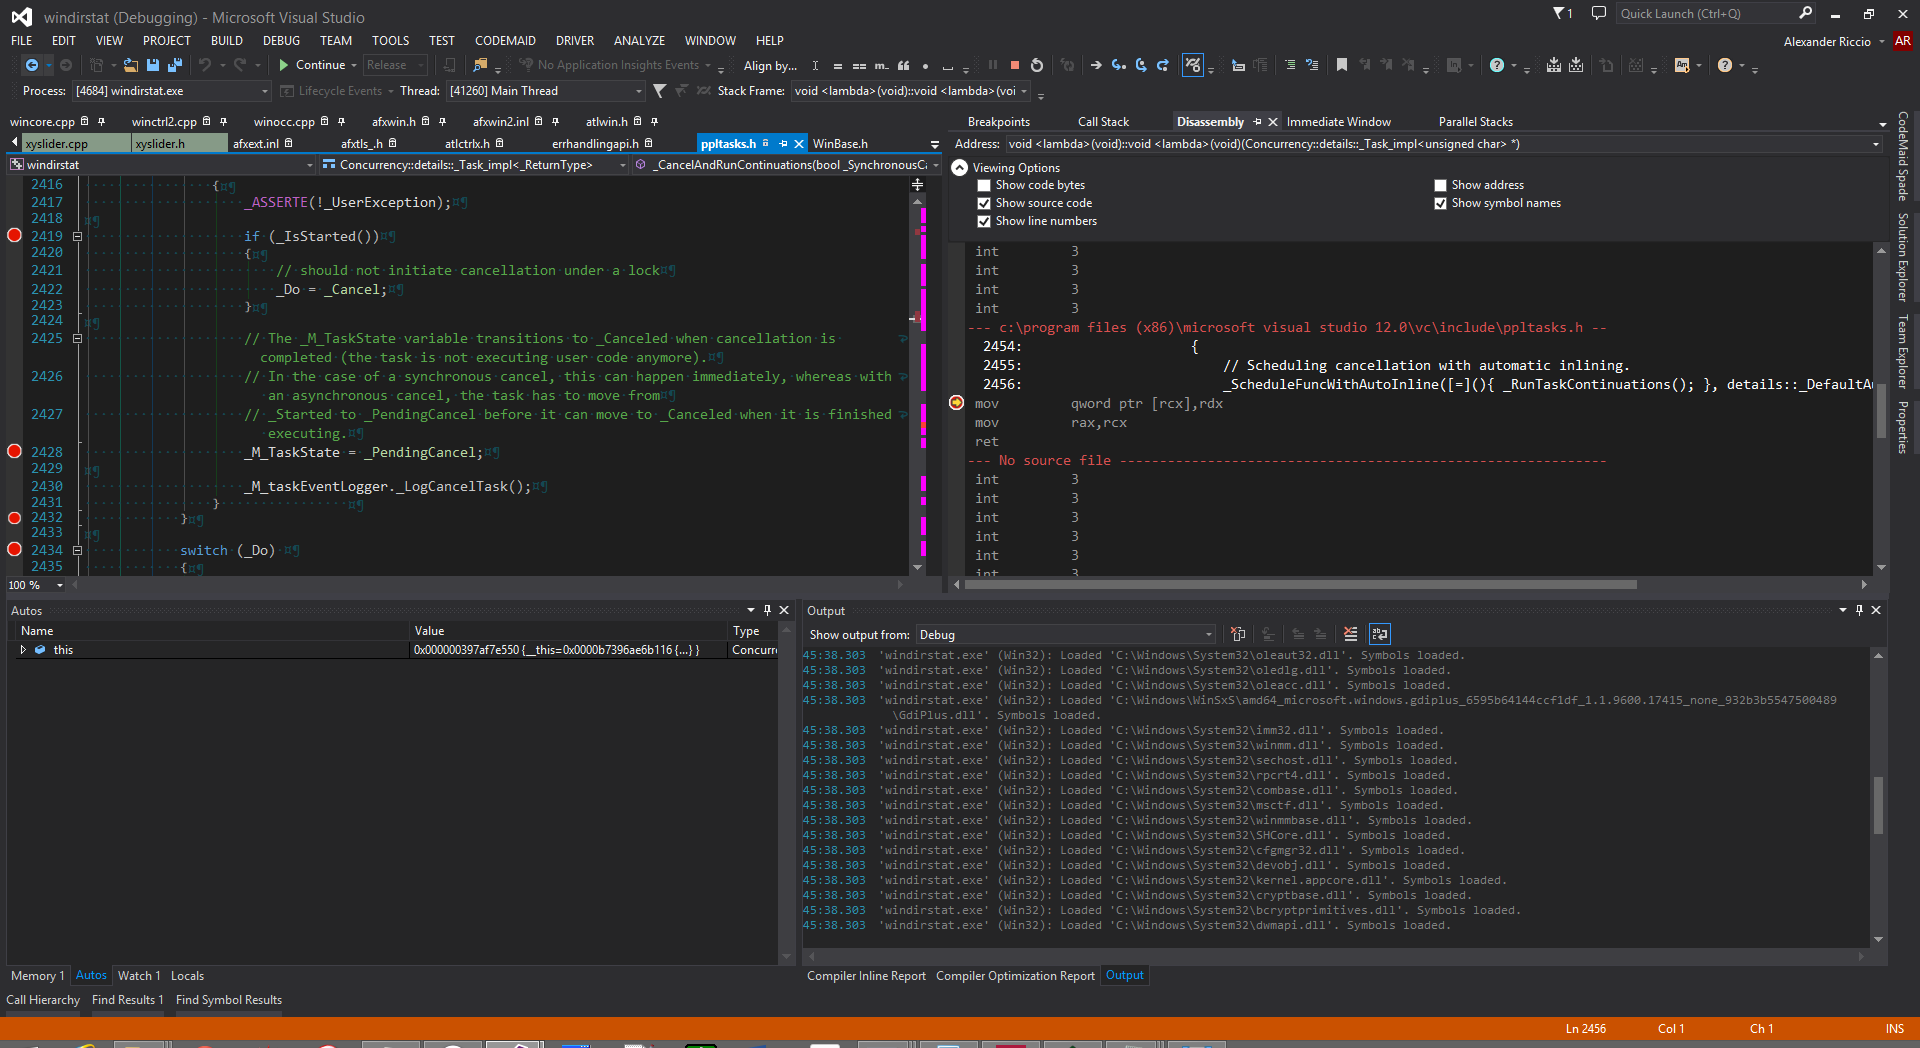 windirstat (Debugging) - Microsoft Visual Studio
1
Quick Launch (Ctrl+Q)
FILE EDIT VIEW PROJECT BUILD DEBUG TEAM TOOLS TEST CODEMAID DRIVER ANALYZE WINDOW HELP
Alexander Riccio AR
Continue Release No Application Insights Events Align by...
Process: [4684] windirstat.exe Lifecycle Events Thread: [41260] Main Thread Stack Frame: void <lambda>(void)::void <lambda>(voi
wincore.cpp winctrl2.cpp winocc.cpp afxwin.h afxwin2.inl atlwin.h
xyslider.cpp xyslider.h afxext.inl afxtls_.h atlctrlx.h errhandlingapi.h ppltasks.h WinBase.h
windirstat Concurrency::details::_Task_impl<_ReturnType> _CancelAndRunContinuations(bool _SynchronousCa
2416 {¤¶
2417 _ASSERTE(!_UserException);¤¶
2418 ¤¶
2419 if (_IsStarted())¤¶
2420 {¤¶
2421 // should not initiate cancellation under a lock¤¶
2422 _Do = _Cancel;¤¶
2423 }¤¶
2424 ¤¶
2425 // The _M_TaskState variable transitions to _Canceled when cancellation is
completed (the task is not executing user code anymore).¤¶
2426 // In the case of a synchronous cancel, this can happen immediately, whereas with
an asynchronous cancel, the task has to move from¤¶
2427 // _Started to _PendingCancel before it can move to _Canceled when it is finished
executing.¤¶
2428 _M_TaskState = _PendingCancel;¤¶
2429 ¤¶
2430 _M_taskEventLogger._LogCancelTask();¤¶
2431 } ¤¶
2432 }¤¶
2433 ¤¶
2434 switch (_Do) ¤¶
2435 {¤¶
100 %
Breakpoints Call Stack Disassembly Immediate Window Parallel Stacks
Address: void <lambda>(void)::void <lambda>(void)(Concurrency::details::_Task_impl<unsigned char> *)
Viewing Options
Show code bytes Show address
Show source code Show symbol names
Show line numbers
int 3
int 3
int 3
int 3
--- c:\program files (x86)\microsoft visual studio 12.0\vc\include\ppltasks.h --
2454: {
2455: // Scheduling cancellation with automatic inlining.
2456: _ScheduleFuncWithAutoInline([=](){ _RunTaskContinuations(); }, details::_DefaultAu
mov qword ptr [rcx],rdx
mov rax,rcx
ret
--- No source file -------------------------------------------------------------
int 3
int 3
int 3
int 3
int 3
int 3
CodeMaid Spade
Solution Explorer
Team Explorer
Properties
Autos
Name Value Type
this 0x000000397af7e550 {__this=0x0000b7396ae6b116 {...} } Concurre
Memory 1 Autos Watch 1 Locals
Output
Show output from: Debug
45:38.303 'windirstat.exe' (Win32): Loaded 'C:\Windows\System32\oleaut32.dll'. Symbols loaded.
45:38.303 'windirstat.exe' (Win32): Loaded 'C:\Windows\System32\oledlg.dll'. Symbols loaded.
45:38.303 'windirstat.exe' (Win32): Loaded 'C:\Windows\System32\oleacc.dll'. Symbols loaded.
45:38.303 'windirstat.exe' (Win32): Loaded 'C:\Windows\WinSxS\amd64_microsoft.windows.gdiplus_6595b64144ccf1df_1.1.9600.17415_none_932b3b5547500489
\GdiPlus.dll'. Symbols loaded.
45:38.303 'windirstat.exe' (Win32): Loaded 'C:\Windows\System32\imm32.dll'. Symbols loaded.
45:38.303 'windirstat.exe' (Win32): Loaded 'C:\Windows\System32\winmm.dll'. Symbols loaded.
45:38.303 'windirstat.exe' (Win32): Loaded 'C:\Windows\System32\sechost.dll'. Symbols loaded.
45:38.303 'windirstat.exe' (Win32): Loaded 'C:\Windows\System32\rpcrt4.dll'. Symbols loaded.
45:38.303 'windirstat.exe' (Win32): Loaded 'C:\Windows\System32\combase.dll'. Symbols loaded.
45:38.303 'windirstat.exe' (Win32): Loaded 'C:\Windows\System32\msctf.dll'. Symbols loaded.
45:38.303 'windirstat.exe' (Win32): Loaded 'C:\Windows\System32\winmmbase.dll'. Symbols loaded.
45:38.303 'windirstat.exe' (Win32): Loaded 'C:\Windows\System32\SHCore.dll'. Symbols loaded.
45:38.303 'windirstat.exe' (Win32): Loaded 'C:\Windows\System32\cfgmgr32.dll'. Symbols loaded.
45:38.303 'windirstat.exe' (Win32): Loaded 'C:\Windows\System32\devobj.dll'. Symbols loaded.
45:38.303 'windirstat.exe' (Win32): Loaded 'C:\Windows\System32\kernel.appcore.dll'. Symbols loaded.
45:38.303 'windirstat.exe' (Win32): Loaded 'C:\Windows\System32\cryptbase.dll'. Symbols loaded.
45:38.303 'windirstat.exe' (Win32): Loaded 'C:\Windows\System32\bcryptprimitives.dll'. Symbols loaded.
45:38.303 'windirstat.exe' (Win32): Loaded 'C:\Windows\System32\dwmapi.dll'. Symbols loaded.
Compiler Inline Report Compiler Optimization Report Output
Call Hierarchy Find Results 1 Find Symbol Results
Ln 2456 Col 1 Ch 1 INS